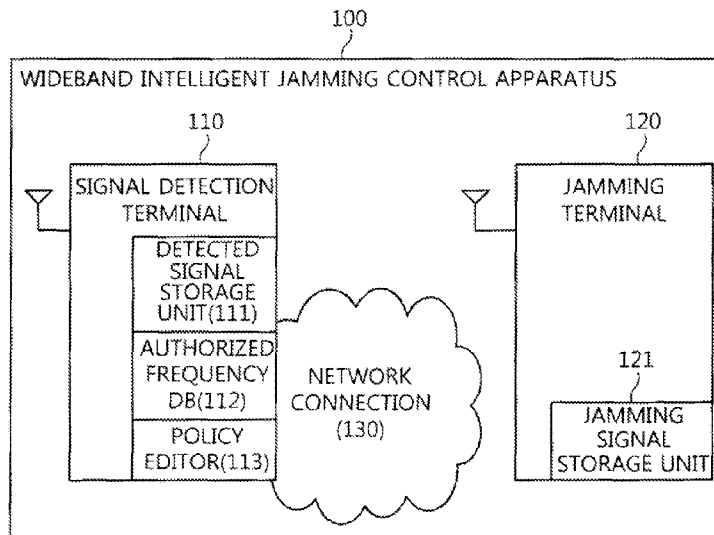 100
WIDEBAND INTELLIGENT JAMMING CONTROL APPARATUS
110
SIGNAL DETECTION
TERMINAL
DETECTED
SIGNAL
STORAGE
UNIT(111)
AUTHORIZED
FREQUENCY
DB(112)
POLICY
EDITOR(113)
NETWORK
CONNECTION
(130)
120
JAMMING
TERMINAL
121
JAMMING
SIGNAL
STORAGE UNIT